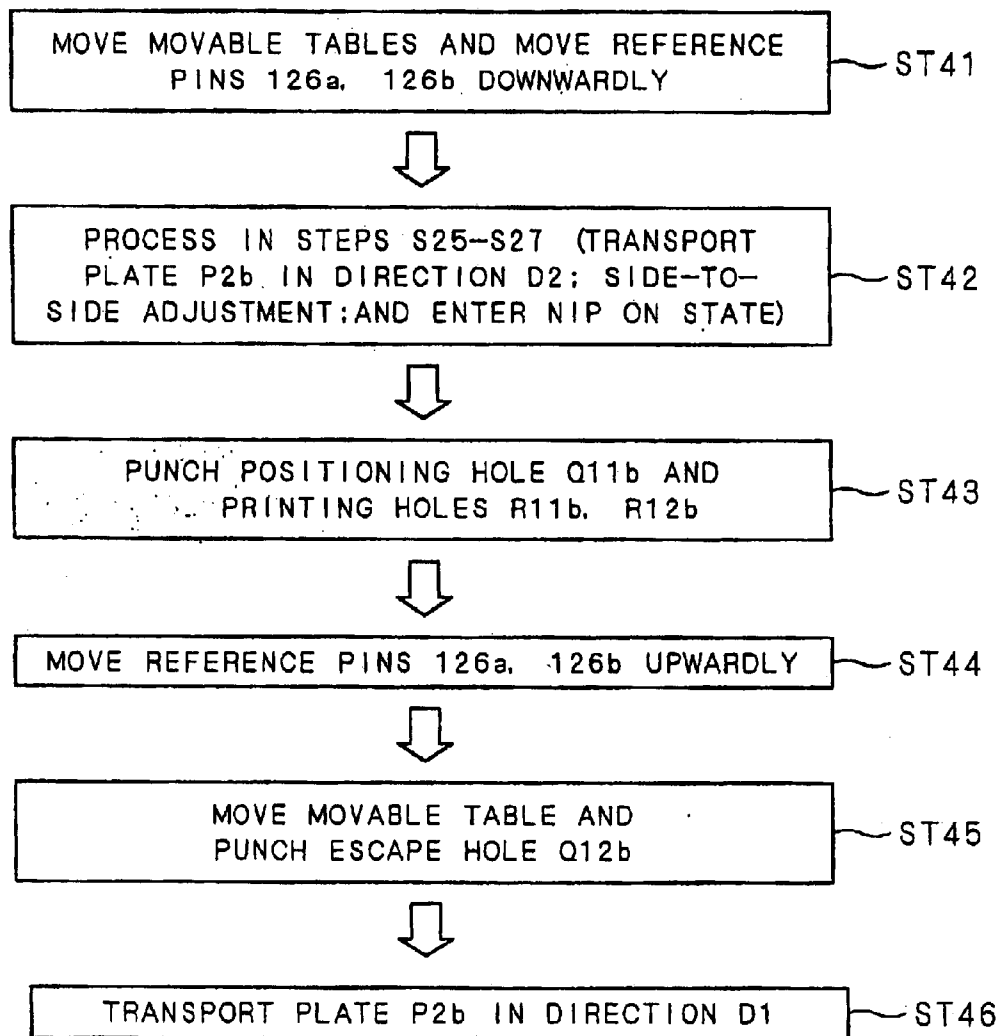 MOVE MOVABLE TABLES AND MOVE REFERENCE
PINS 126a, 126b DOWNWARDLY
ST41
PROCESS IN STEPS S25-S27 (TRANSPORT
PLATE P2b IN DIRECTION D2; SIDE-TO-
SIDE ADJUSTMENT;AND ENTER NIP ON STATE)
ST42
PUNCH POSITIONING HOLE Q11b AND
PRINTING HOLES R11b, R12b
ST43
MOVE REFERENCE PINS 126a, 126b UPWARDLY
ST44
MOVE MOVABLE TABLE AND
PUNCH ESCAPE HOLE Q12b
ST45
TRANSPORT PLATE P2b IN DIRECTION D1
ST46